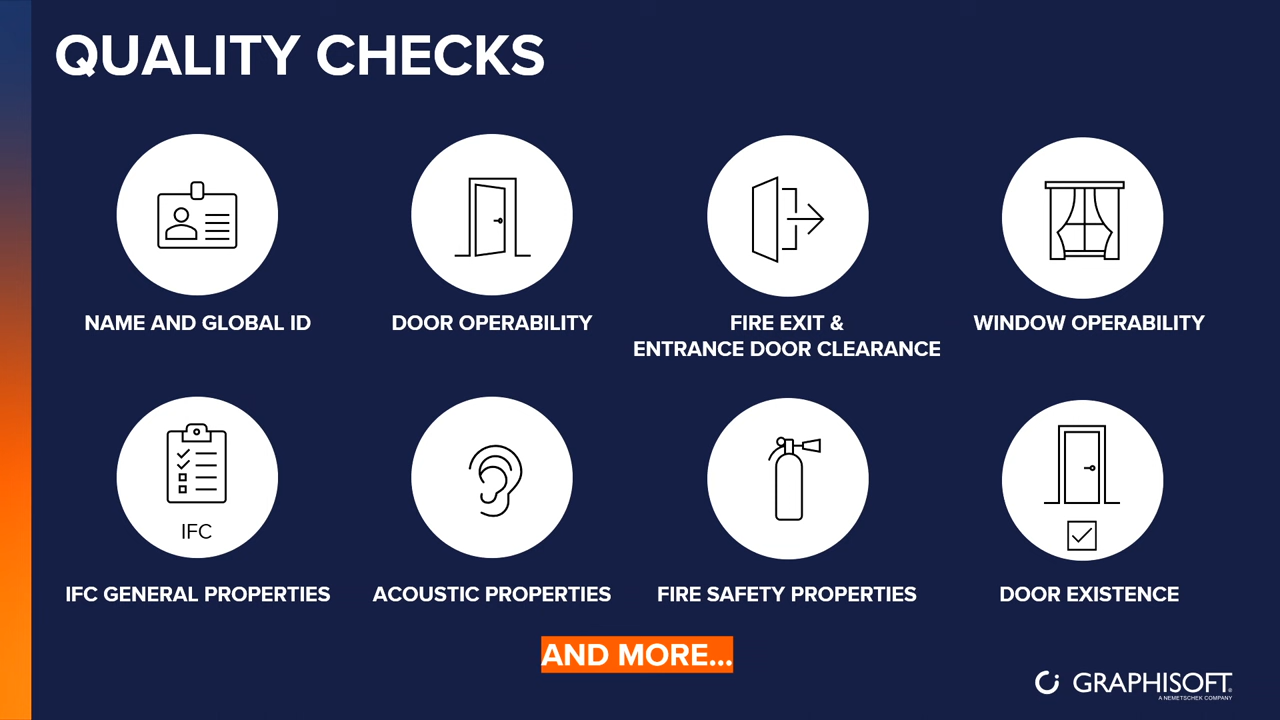 QUALITY CHECKS
NAME AND GLOBAL ID
DOOR OPERABILITY
FIRE EXIT &
ENTRANCE DOOR CLEARANCE
WINDOW OPERABILITY
IFC
IFC GENERAL PROPERTIES
ACOUSTIC PROPERTIES
FIRE SAFETY PROPERTIES
DOOR EXISTENCE
AND MORE...
GRAPHISOFT®
A NEMETSCHEK COMPANY